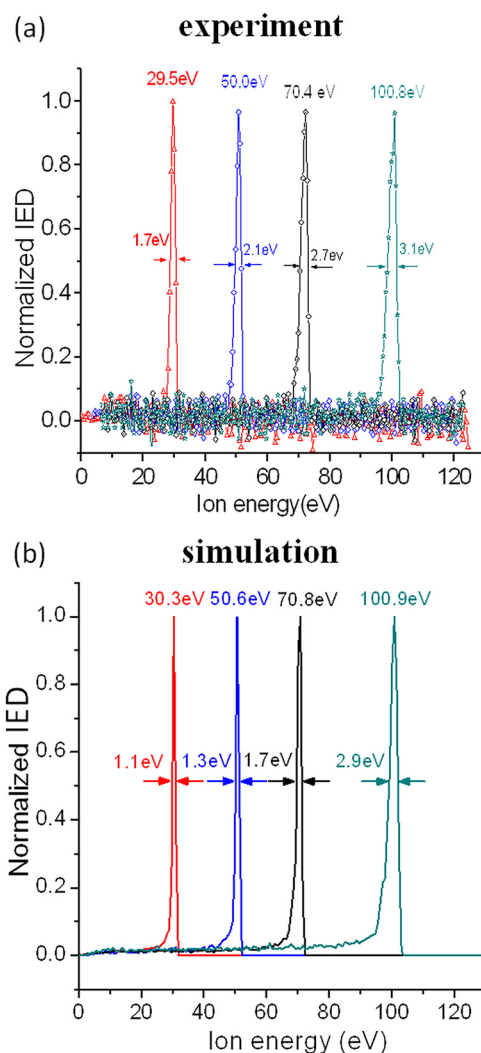 (a) experiment
29.5eV 50.0eV 70.4 eV 100.8eV
1.0
0.8
0.6
1.7eV 2.1eV 2.7ev 3.1eV
0.4
0.2
0.0
Normalized IED
0 20 40 60 80 100 120
Ion energy(eV)
(b) simulation
30.3eV 50.6eV 70.8eV 100.9eV
1.0
0.8
0.6
1.1eV 1.3eV 1.7eV 2.9eV
0.4
0.2
0.0
Normalized IED
0 20 40 60 80 100 120
Ion energy (eV)